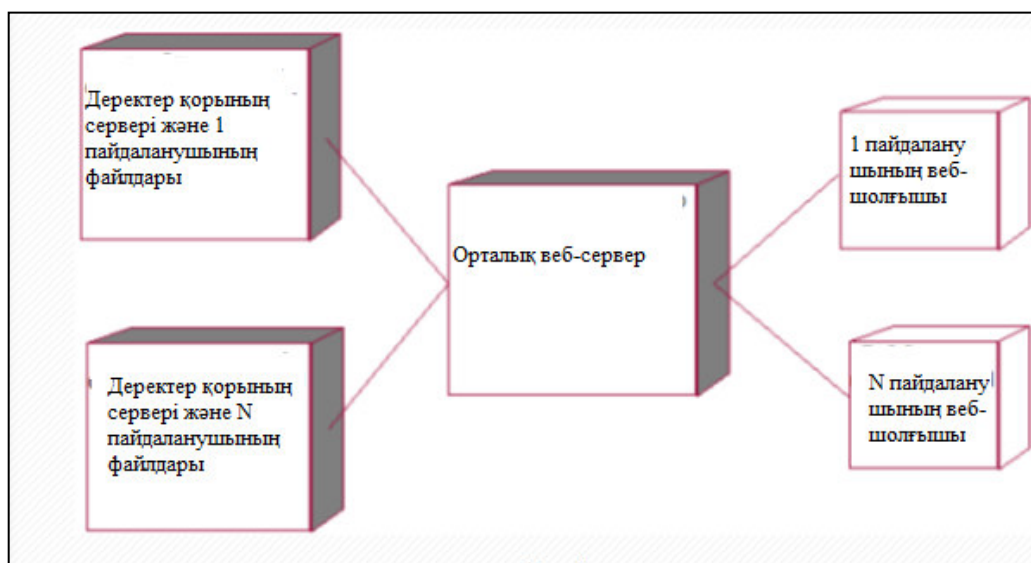 Деректер қорының
сервері және 1
пайдаланушының
файлдары
Деректер қорының
сервері және N
пайдаланушының
файлдары
Орталық веб-сервер
1 пайдалану
шының веб-
шолғышы
N пайдалану
шының веб-
шолғышы